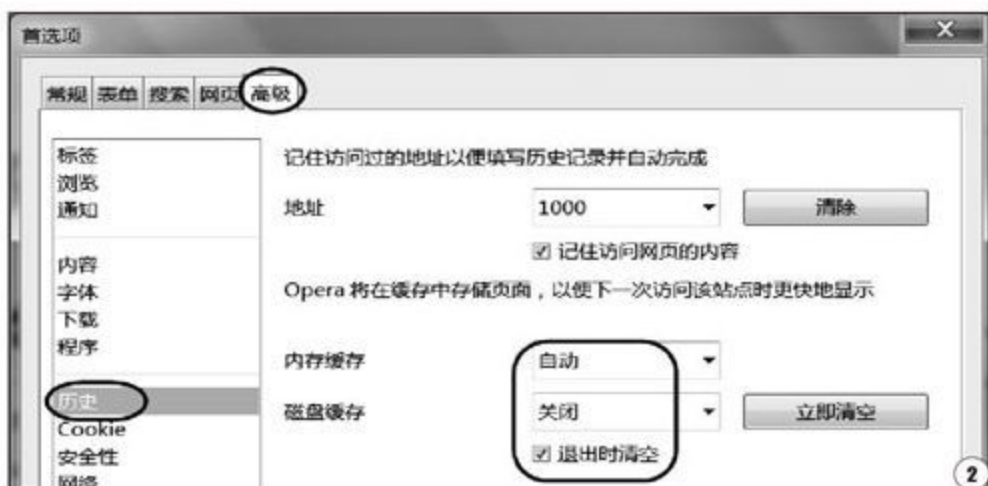 首选项
常规 表单 搜索 网页 高级
标签
浏览
通知
内容
字体
下载
程序
历史
Cookie
安全性
网络
记住访问过的地址以便填写历史记录并自动完成
地址 1000 清除
记住访问网页的内容
Opera 将在缓存中存储页面，以便下一次访问该站点时更快地显示
内存缓存 自动
磁盘缓存 关闭 立即清空
退出时清空
2